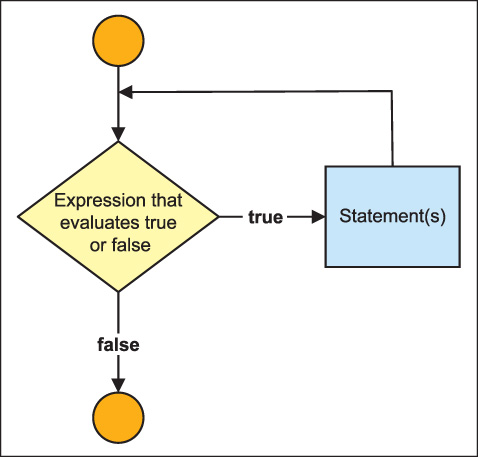 Expression that
evaluates true
or false
true
Statement(s)
false